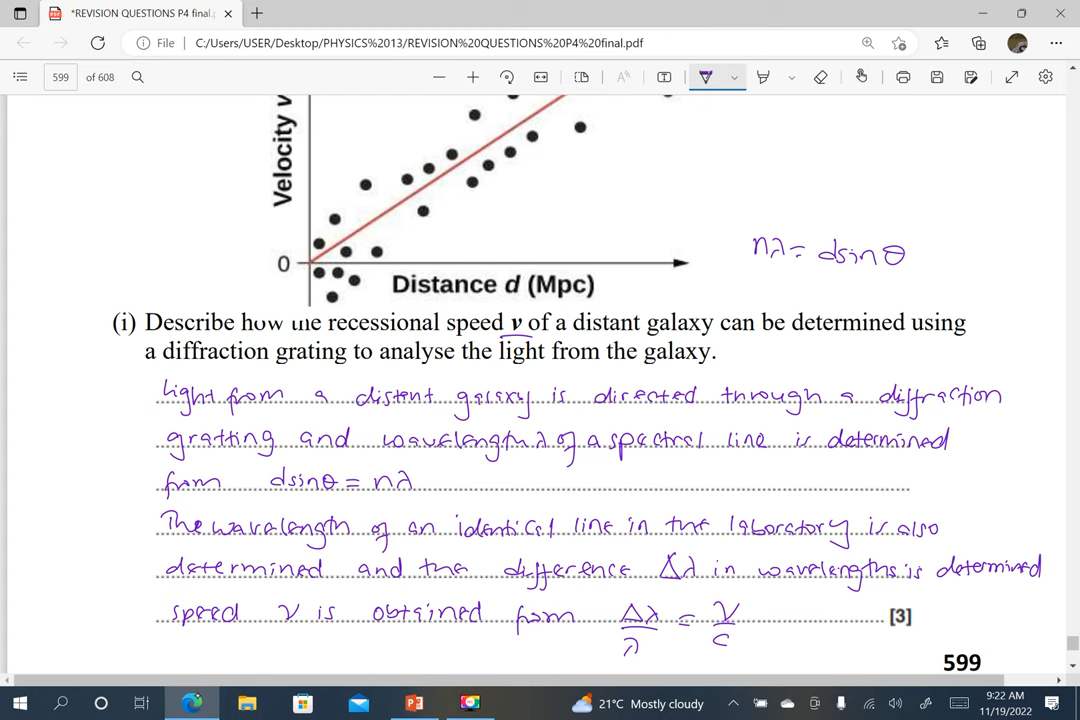 *REVISION QUESTIONS P4 final.p
File
C:/Users/USER/Desktop/PHYSICS%2013/REVISION%20QUESTIONS%20P4%20final.pdf
599 of 608
Velocity v
0
Distance d (Mpc)
nλ = dsinθ
(i) Describe how the recessional speed v of a distant galaxy can be determined using
a diffraction grating to analyse the light from the galaxy.
Light from a distant galaxy is directed through a diffraction
gratting and wavelength λ of a spectral line is determined
from dsinθ = nλ
The wavelength of an identical line in the laboratory is also
determined and the difference Δλ in wavelengths is determined
speed v is obtained from Δλ/λ = v/c
[3]
599
21°C Mostly cloudy
9:22 AM
11/19/2022